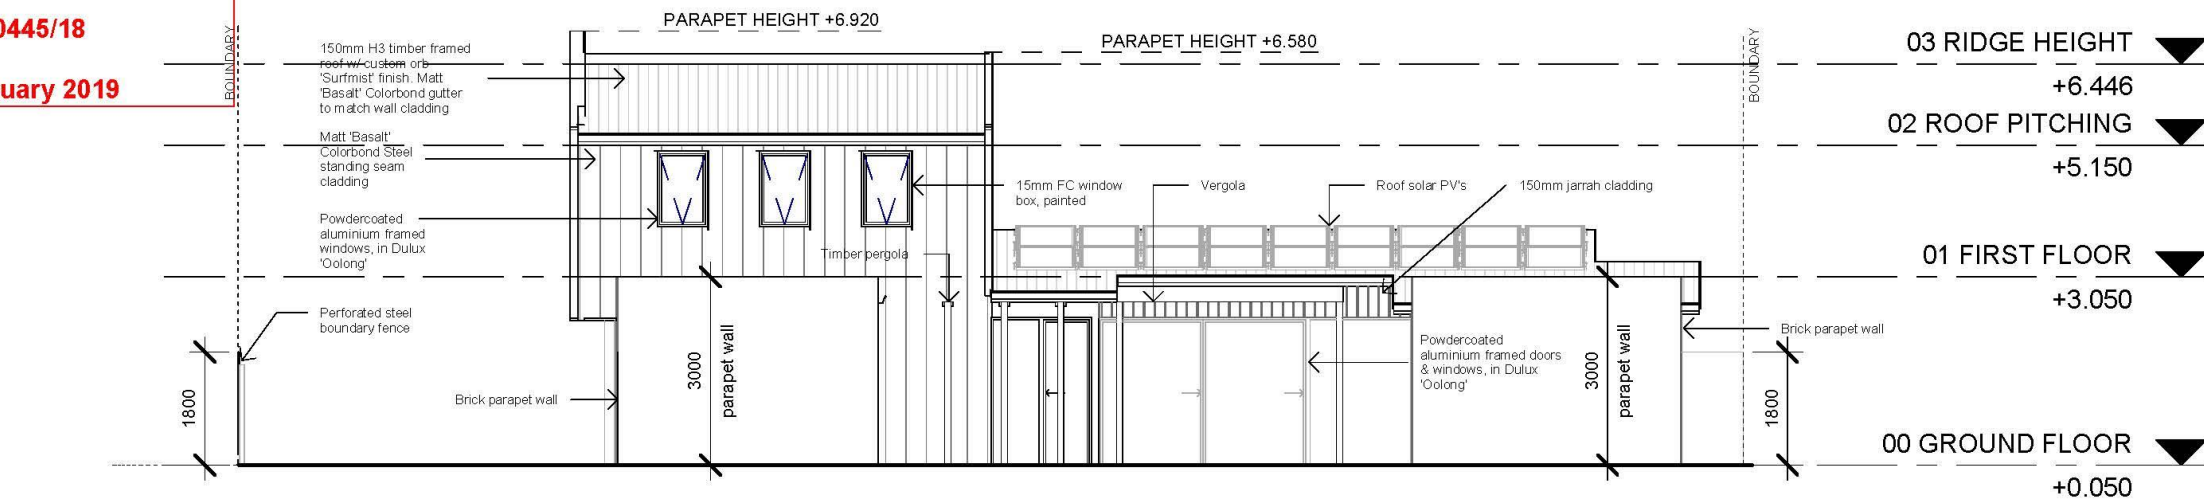 0445/18
uary 2019
BOUNDARY
PARAPET HEIGHT +6.920
PARAPET HEIGHT +6.580
BOUNDARY
03 RIDGE HEIGHT
+6.446
02 ROOF PITCHING
+5.150
01 FIRST FLOOR
+3.050
00 GROUND FLOOR
+0.050
150mm H3 timber framed
roof w/ custom orb
'Surfmist' finish. Matt
'Basalt' Colorbond gutter
to match wall cladding
Matt 'Basalt'
Colorbond Steel
standing seam
cladding
Powdercoated
aluminium framed
windows, in Dulux
'Oolong'
Perforated steel
boundary fence
1800
Brick parapet wall
3000
parapet wall
Timber pergola
15mm FC window
box, painted
Vergola
Roof solar PV's
150mm jarrah cladding
Powdercoated
aluminium framed doors
& windows, in Dulux
'Oolong'
3000
parapet wall
Brick parapet wall
1800